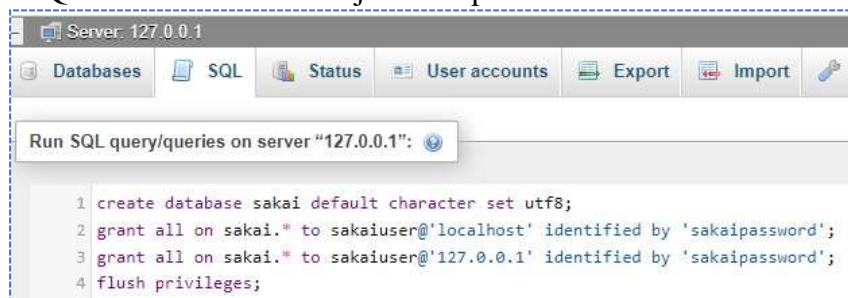 Server: 127.0.0.1
Databases SQL Status User accounts Export Import
Run SQL query/queries on server “127.0.0.1”:
1 create database sakai default character set utf8;
2 grant all on sakai.* to sakaiuser@'localhost' identified by 'sakaipassword';
3 grant all on sakai.* to sakaiuser@'127.0.0.1' identified by 'sakaipassword';
4 flush privileges;